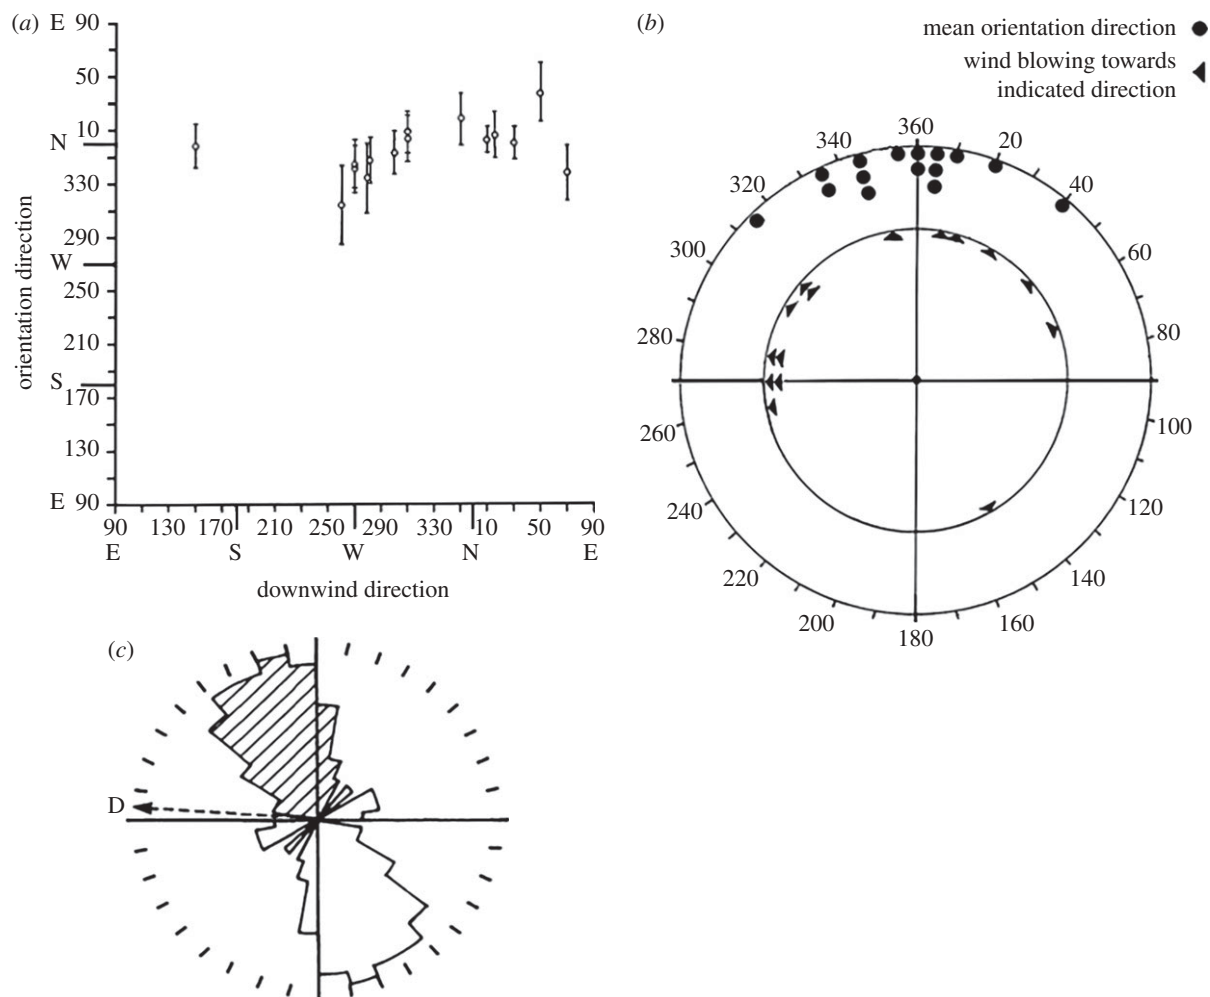 (a)
E 90
50
10
N
330
290
W
250
210
S
170
130
E 90
orientation direction
90 130 170 210 250 290 330 10 50 90
E S W N E
downwind direction
(b)
mean orientation direction
wind blowing towards
indicated direction
360
20
40
60
80
100
120
140
160
180
200
220
240
260
280
300
320
340
(c)
D